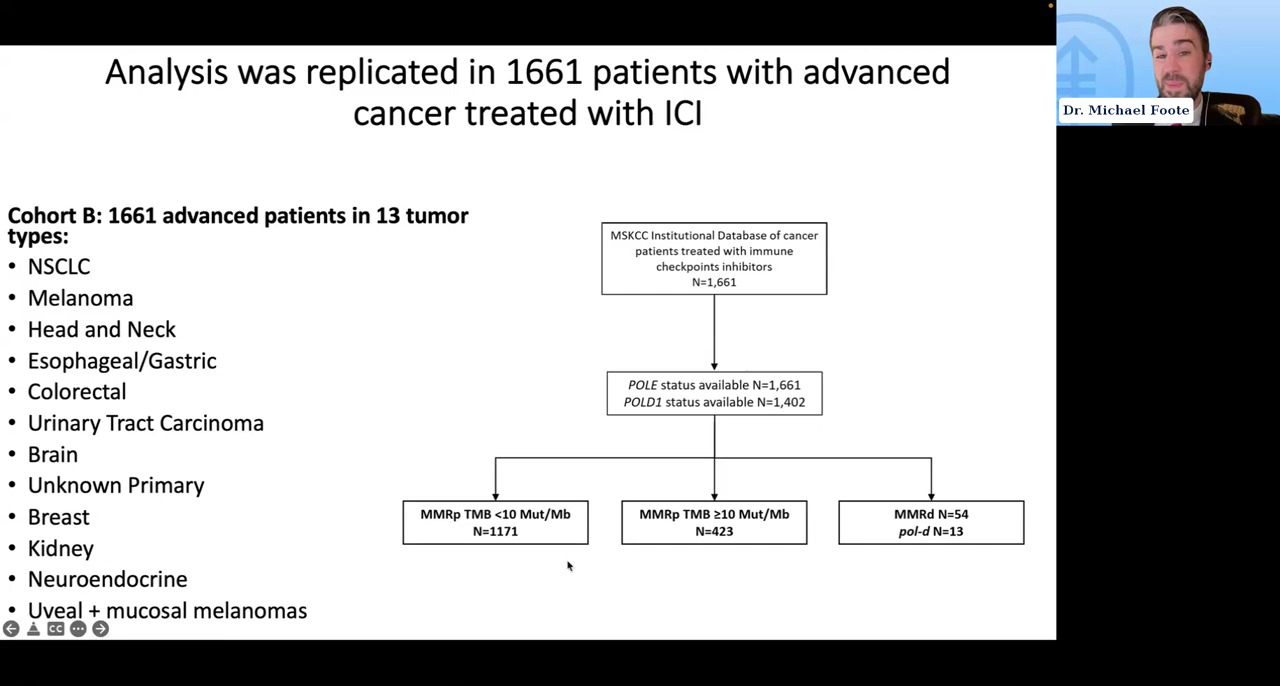 Analysis was replicated in 1661 patients with advanced
cancer treated with ICI
Dr. Michael Foote
Cohort B: 1661 advanced patients in 13 tumor
types:
• NSCLC
• Melanoma
• Head and Neck
• Esophageal/Gastric
• Colorectal
• Urinary Tract Carcinoma
• Brain
• Unknown Primary
• Breast
• Kidney
• Neuroendocrine
• Uveal + mucosal melanomas
MSKCC Institutional Database of cancer
patients treated with immune
checkpoints inhibitors
N=1,661
POLE status available N=1,661
POLD1 status available N=1,402
MMRp TMB <10 Mut/Mb
N=1171
MMRp TMB ≥10 Mut/Mb
N=423
MMRd N=54
pol-d N=13
CC